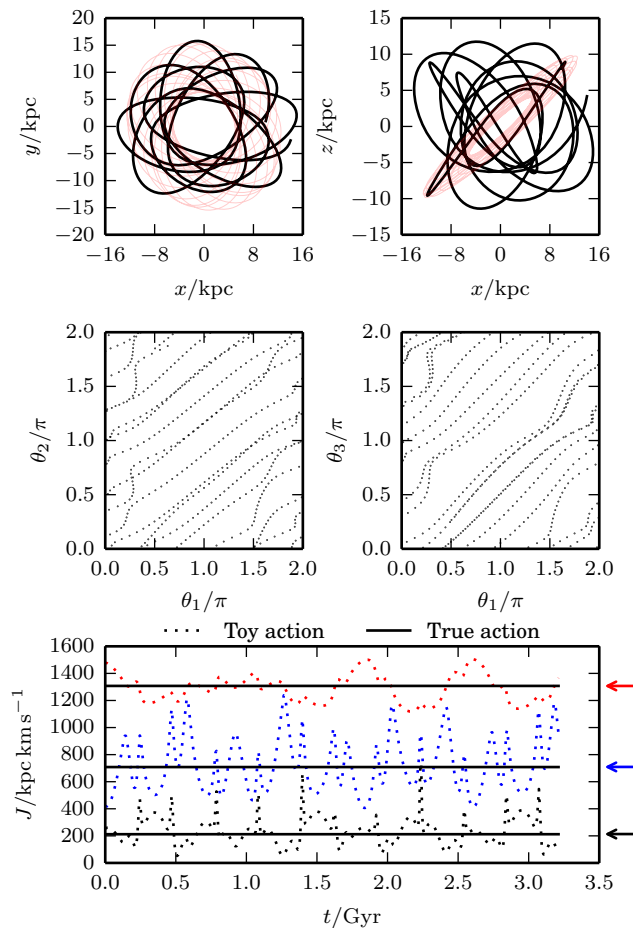 20
15
10
5
0
−5
−10
−15
−20
y/kpc
−16 −8 0 8 16
x/kpc
15
10
5
0
−5
−10
−15
z/kpc
−16 −8 0 8 16
x/kpc
2.0
1.5
1.0
0.5
0.0
θ₂/π
0.0 0.5 1.0 1.5 2.0
θ₁/π
2.0
1.5
1.0
0.5
0.0
θ₃/π
0.0 0.5 1.0 1.5 2.0
θ₁/π
Toy action True action
1600
1400
1200
1000
800
600
400
200
0
J/kpc km s⁻¹
0.0 0.5 1.0 1.5 2.0 2.5 3.0 3.5
t/Gyr